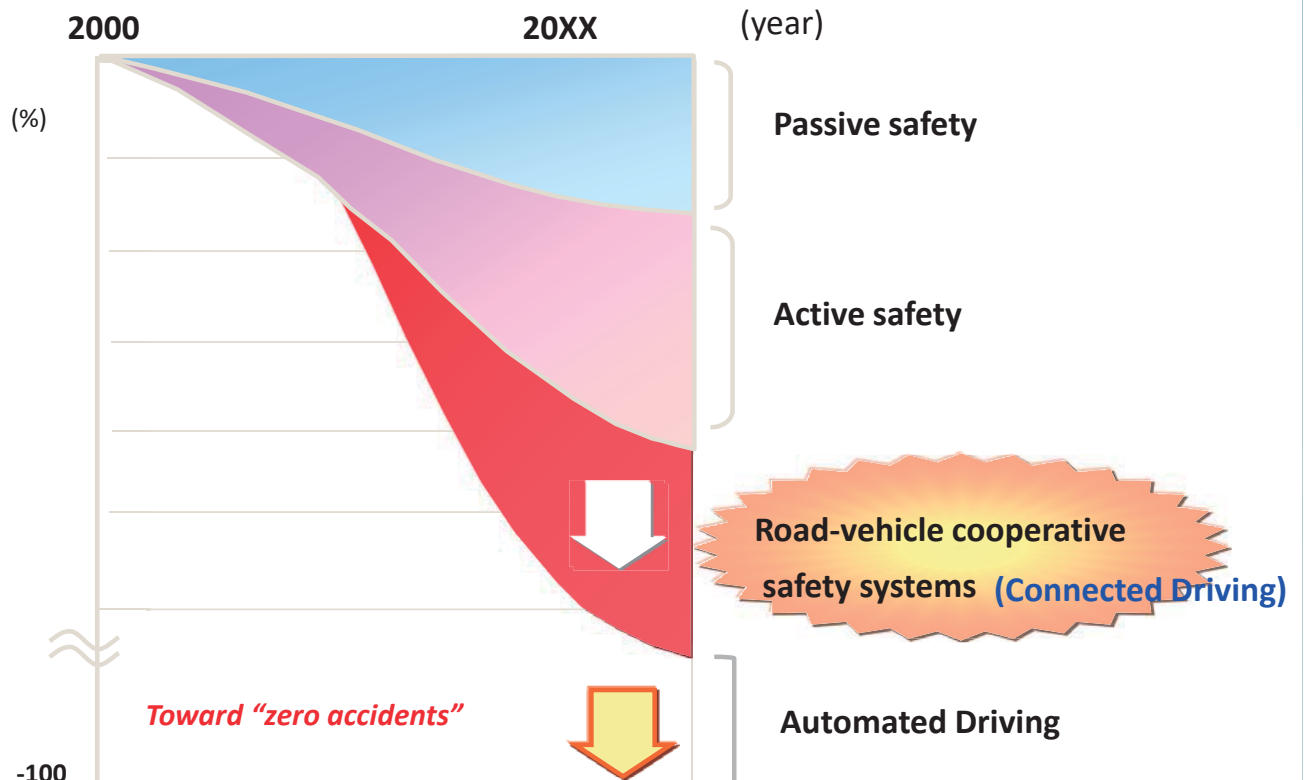 2000 20XX (year)
(%)
Passive safety
Active safety
Road-vehicle cooperative
safety systems (Connected Driving)
Toward “zero accidents”
Automated Driving
-100